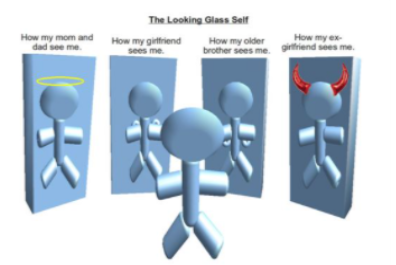 The Looking Glass Self
How my mom and
dad see me.
How my girlfriend
sees me.
How my older
brother sees me.
How my ex-
girlfriend sees me.